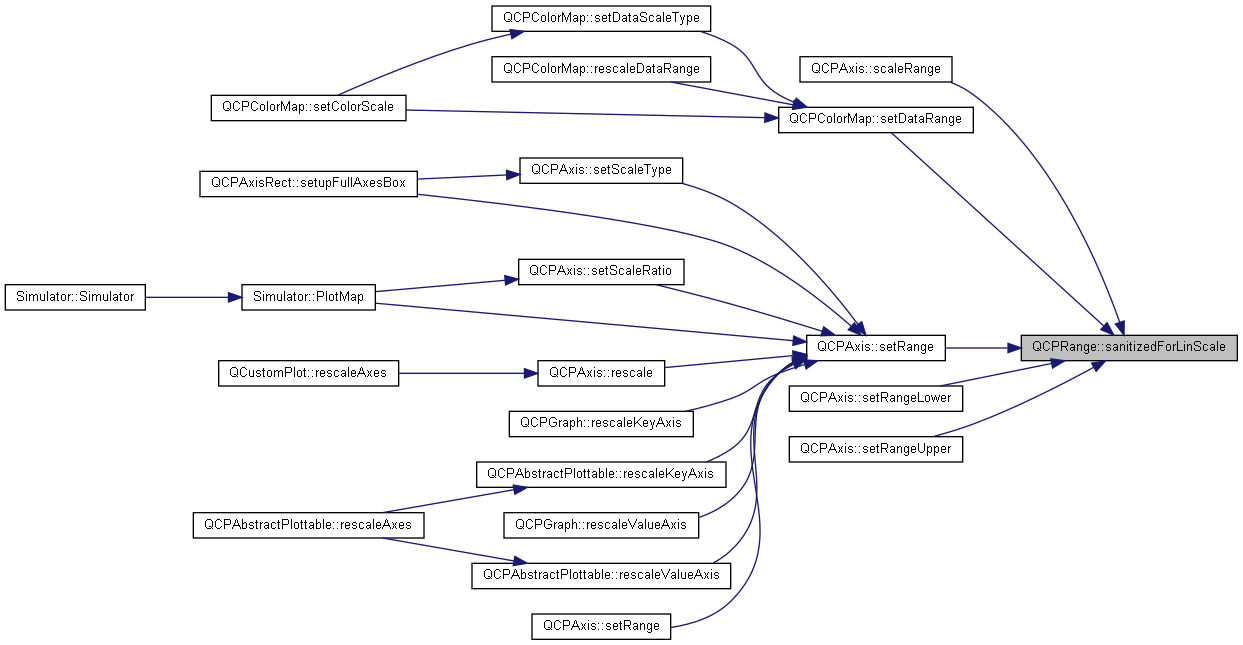 QCPColorMap::setDataScaleType
QCPColorMap::rescaleDataRange
QCPAxis::scaleRange
QCPColorMap::setColorScale
QCPColorMap::setDataRange
QCPAxis::setScaleType
QCPAxisRect::setupFullAxesBox
QCPAxis::setScaleRatio
Simulator::Simulator
Simulator::PlotMap
QCPAxis::setRange
QCPRange::sanitizedForLinScale
QCustomPlot::rescaleAxes
QCPAxis::rescale
QCPAxis::setRangeLower
QCPGraph::rescaleKeyAxis
QCPAxis::setRangeUpper
QCPAbstractPlottable::rescaleKeyAxis
QCPAbstractPlottable::rescaleAxes
QCPGraph::rescaleValueAxis
QCPAbstractPlottable::rescaleValueAxis
QCPAxis::setRange